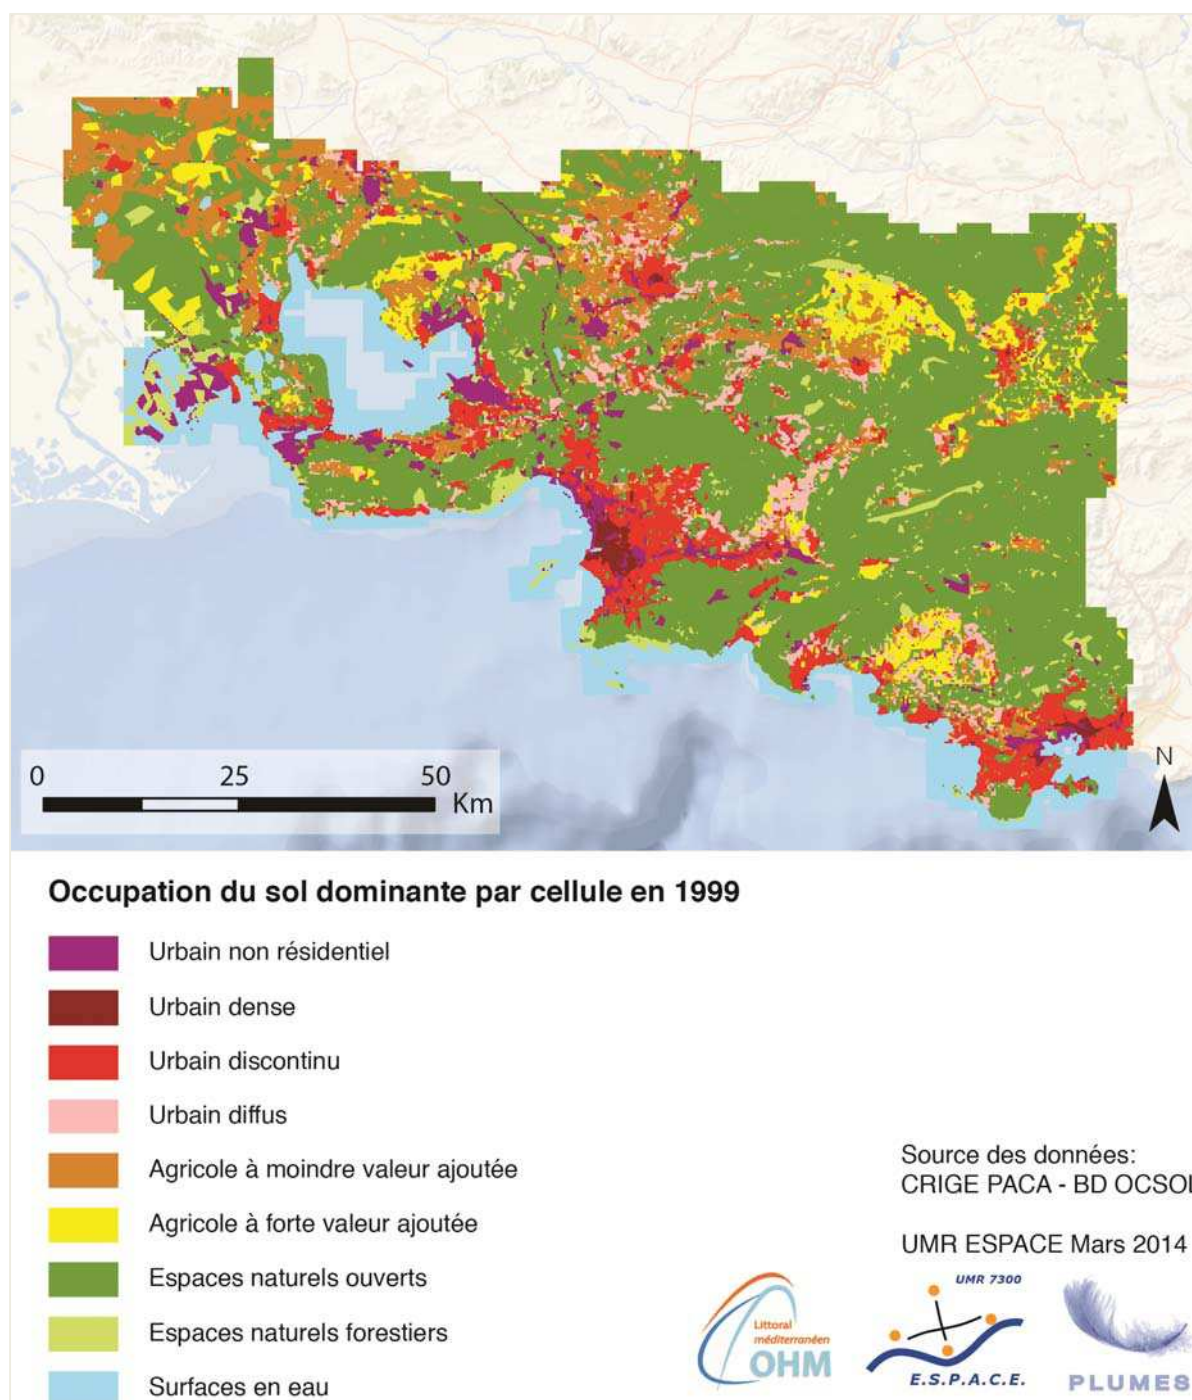 0 25 50
Km
N
Occupation du sol dominante par cellule en 1999
Urbain non résidentiel
Urbain dense
Urbain discontinu
Urbain diffus
Agricole à moindre valeur ajoutée
Agricole à forte valeur ajoutée
Espaces naturels ouverts
Espaces naturels forestiers
Surfaces en eau
Source des données:
CRIGE PACA - BD OCSOL
UMR ESPACE Mars 2014
Littoral
méditerranéen
OHM
UMR 7300
E.S.P.A.C.E.
PLUMES